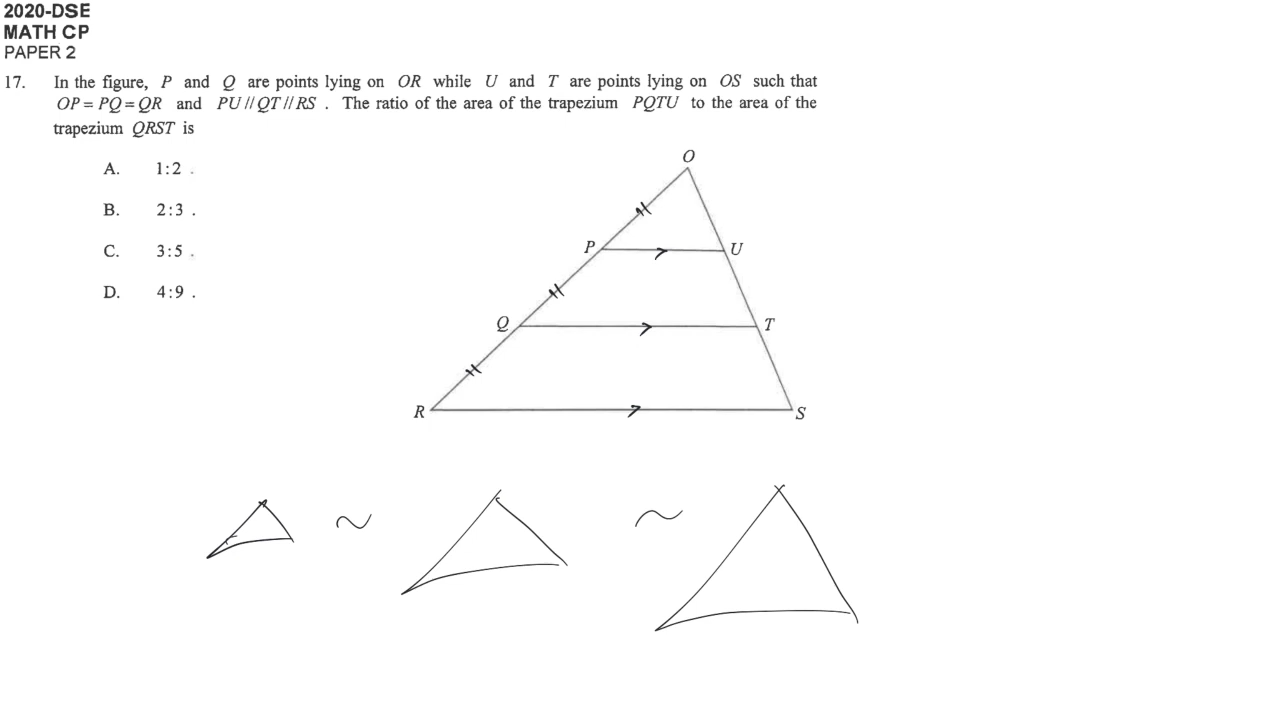 2020-DSE
MATH CP
PAPER 2
17. In the figure, P and Q are points lying on OR while U and T are points lying on OS such that
OP = PQ = QR and PU // QT // RS . The ratio of the area of the trapezium PQTU to the area of the
trapezium QRST is
A. 1:2 .
B. 2:3 .
C. 3:5 .
D. 4:9 .
O
P
U
Q
T
R
S
~ ~